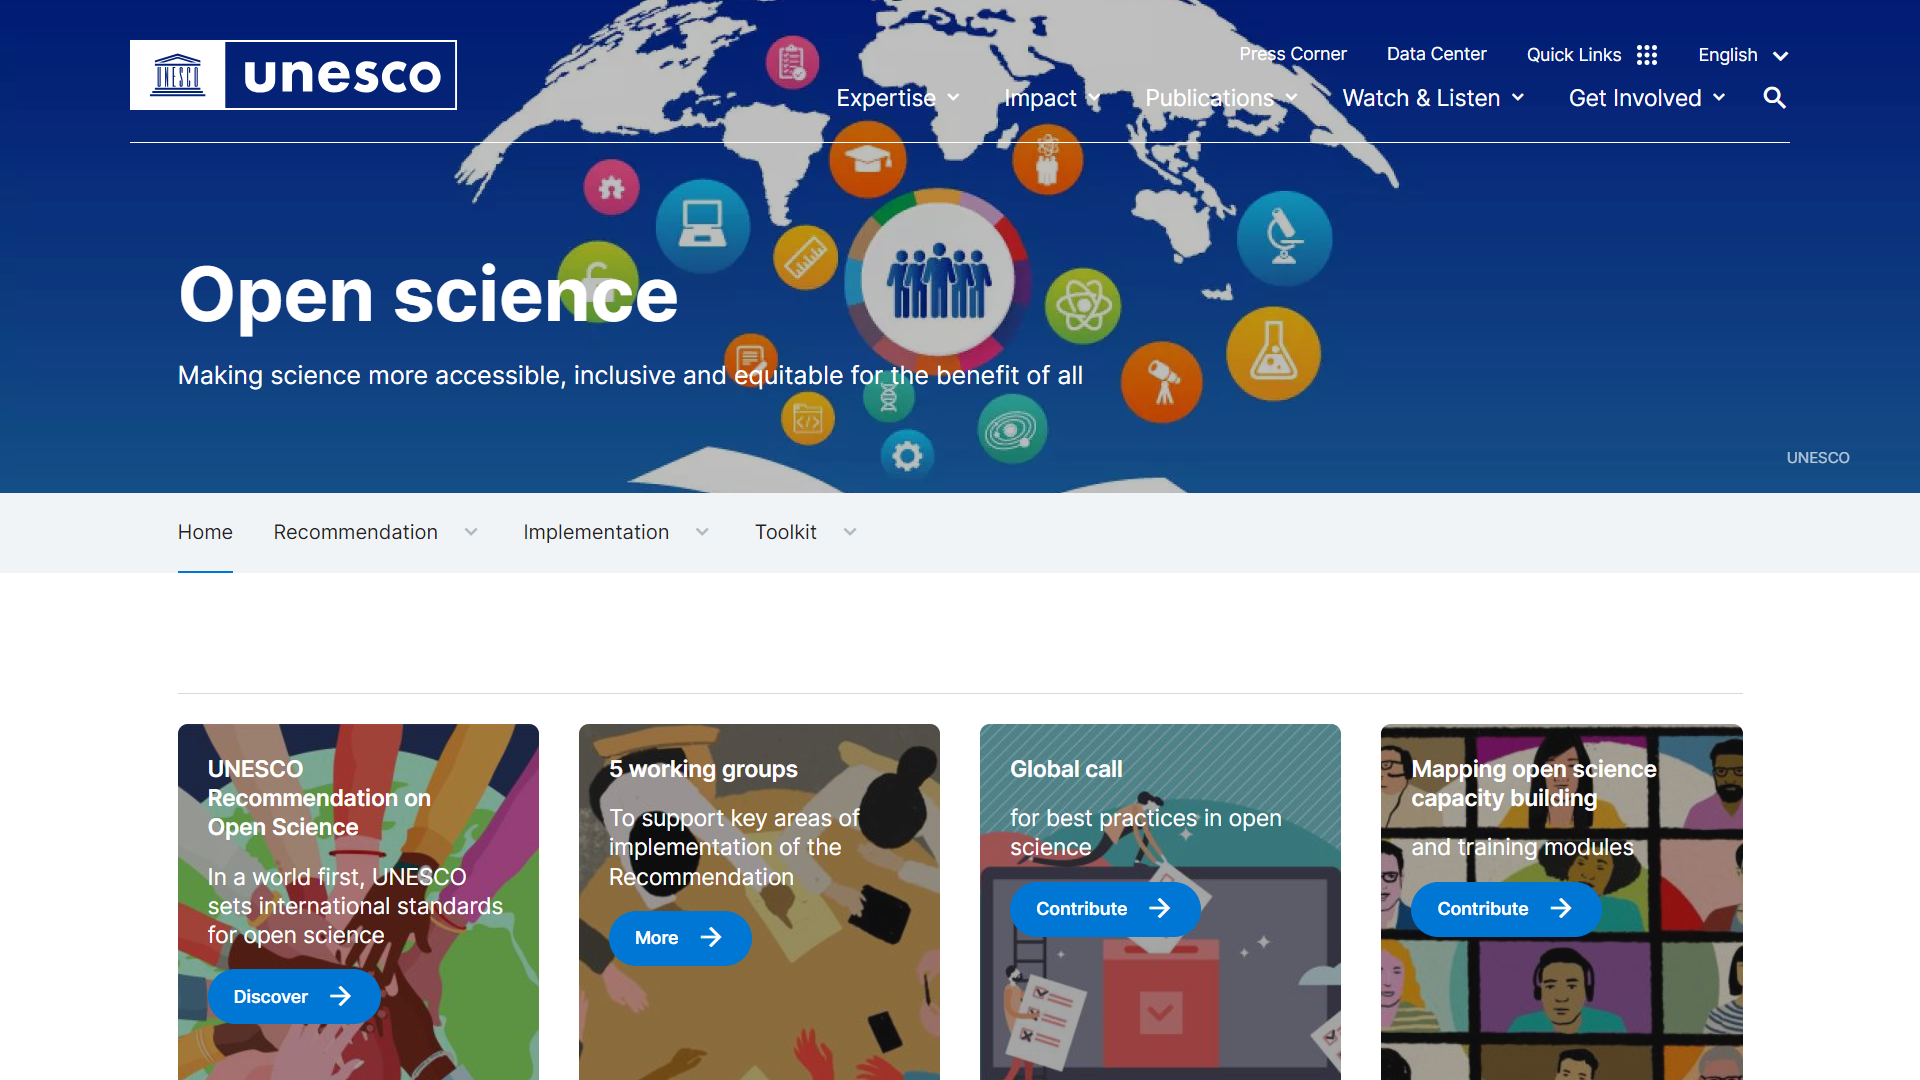 UNESCO
unesco
Press Corner
Data Center
Quick Links
English
Expertise
Impact
Publications
Watch & Listen
Get Involved
Open science
Making science more accessible, inclusive and equitable for the benefit of all
UNESCO
Home
Recommendation
Implementation
Toolkit
UNESCO
Recommendation on
Open Science
In a world first, UNESCO
sets international standards
for open science
Discover
5 working groups
To support key areas of
implementation of the
Recommendation
More
Global call
for best practices in open
science
Contribute
Mapping open science
capacity building
and training modules
Contribute